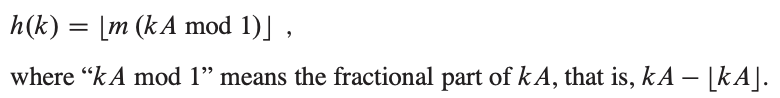 h(k) = ⌊m (kA mod 1)⌋ ,
where “kA mod 1” means the fractional part of kA, that is, kA − ⌊kA⌋.